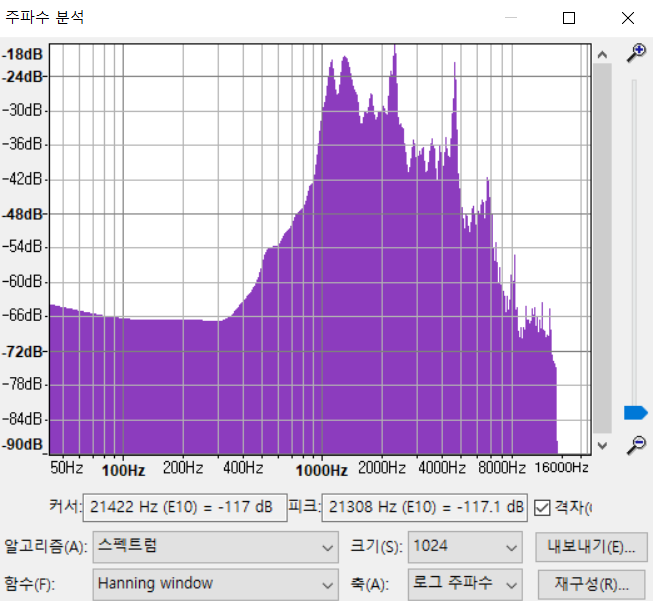 주파수 분석
-18dB
-24dB
-30dB
-36dB
-42dB
-48dB
-54dB
-60dB
-66dB
-72dB
-78dB
-84dB
-90dB
50Hz 100Hz 200Hz 400Hz 1000Hz 2000Hz 4000Hz 8000Hz 16000Hz
커서: 21422 Hz (E10) = -117 dB 피크: 21308 Hz (E10) = -117.1 dB 격자(
알고리즘(A): 스펙트럼 크기(S): 1024 내보내기(E)...
함수(F): Hanning window 축(A): 로그 주파수 재구성(R)...